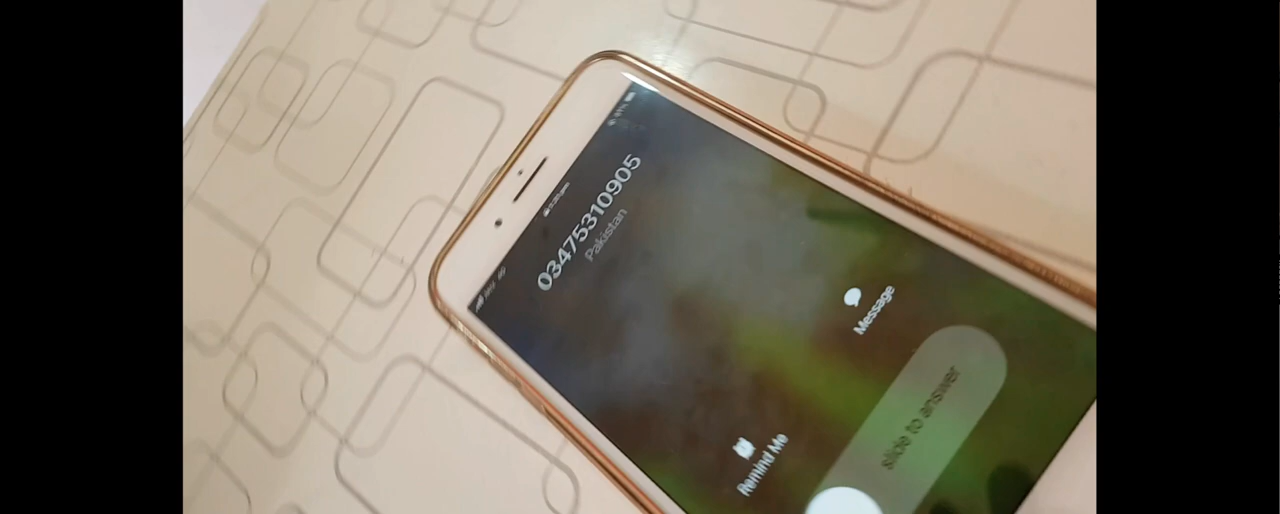 03475310905
Pakistan
Message
Remind Me
slide to answer